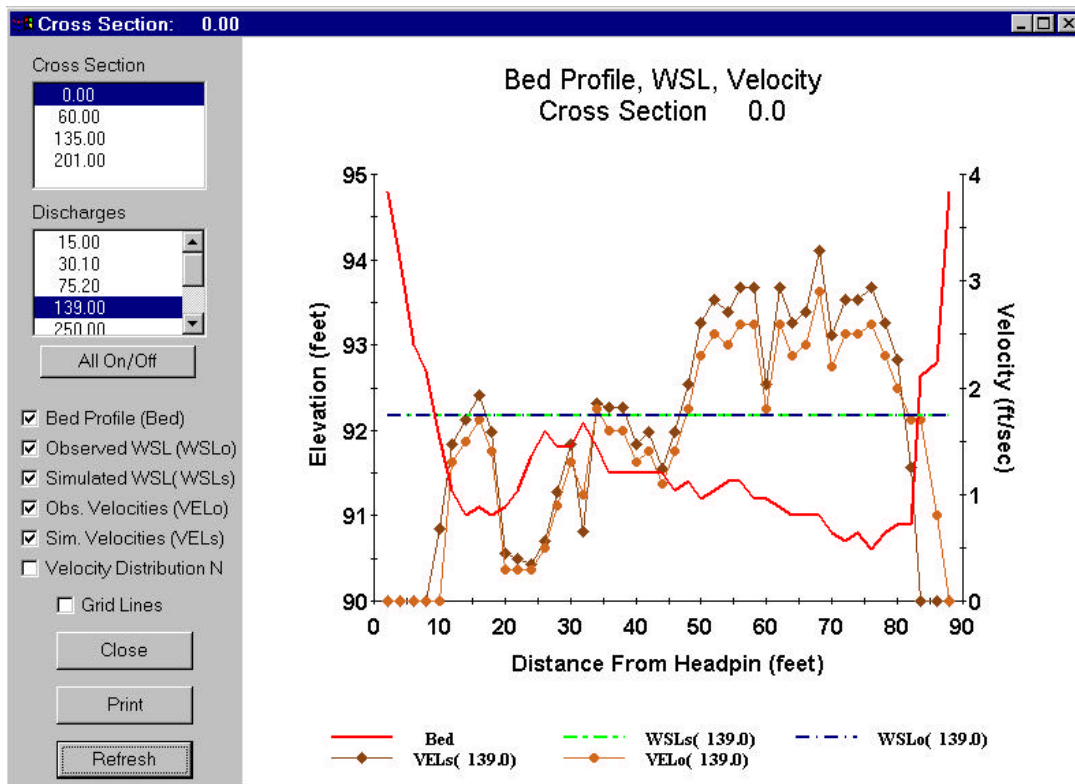 Cross Section: 0.00
Cross Section
0.00
60.00
135.00
201.00
Discharges
15.00
30.10
75.20
139.00
250.00
All On/Off
Bed Profile (Bed)
Observed WSL (WSLo)
Simulated WSL( WSLs)
Obs. Velocities (VELo)
Sim. Velocities (VELs)
Velocity Distribution N
Grid Lines
Close
Print
Refresh
Bed Profile, WSL, Velocity
Cross Section 0.0
Elevation (feet)
95
94
93
92
91
90
4
3
2
1
0
Velocity (ft/sec)
0 10 20 30 40 50 60 70 80 90
Distance From Headpin (feet)
Bed WSLs( 139.0) WSLo( 139.0)
VELs( 139.0) VELo( 139.0)